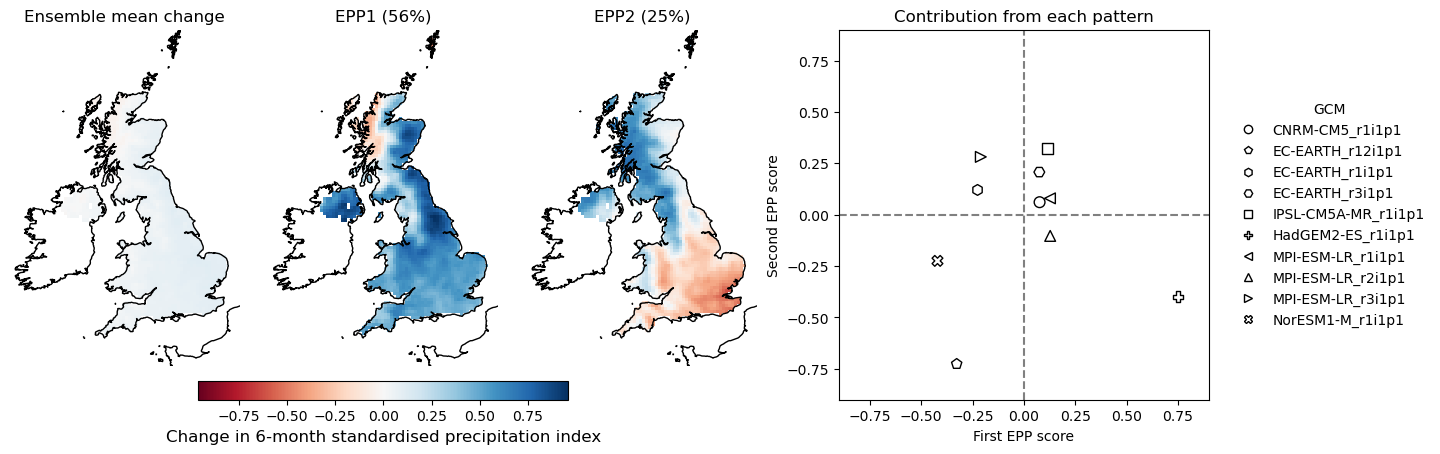 Ensemble mean change
EPP1 (56%)
EPP2 (25%)
Contribution from each pattern
−0.75 −0.50 −0.25 0.00 0.25 0.50 0.75
Change in 6-month standardised precipitation index
Second EPP score
0.75
0.50
0.25
0.00
−0.25
−0.50
−0.75
−0.75 −0.50 −0.25 0.00 0.25 0.50 0.75
First EPP score
GCM
CNRM-CM5_r1i1p1
EC-EARTH_r12i1p1
EC-EARTH_r1i1p1
EC-EARTH_r3i1p1
IPSL-CM5A-MR_r1i1p1
HadGEM2-ES_r1i1p1
MPI-ESM-LR_r1i1p1
MPI-ESM-LR_r2i1p1
MPI-ESM-LR_r3i1p1
NorESM1-M_r1i1p1